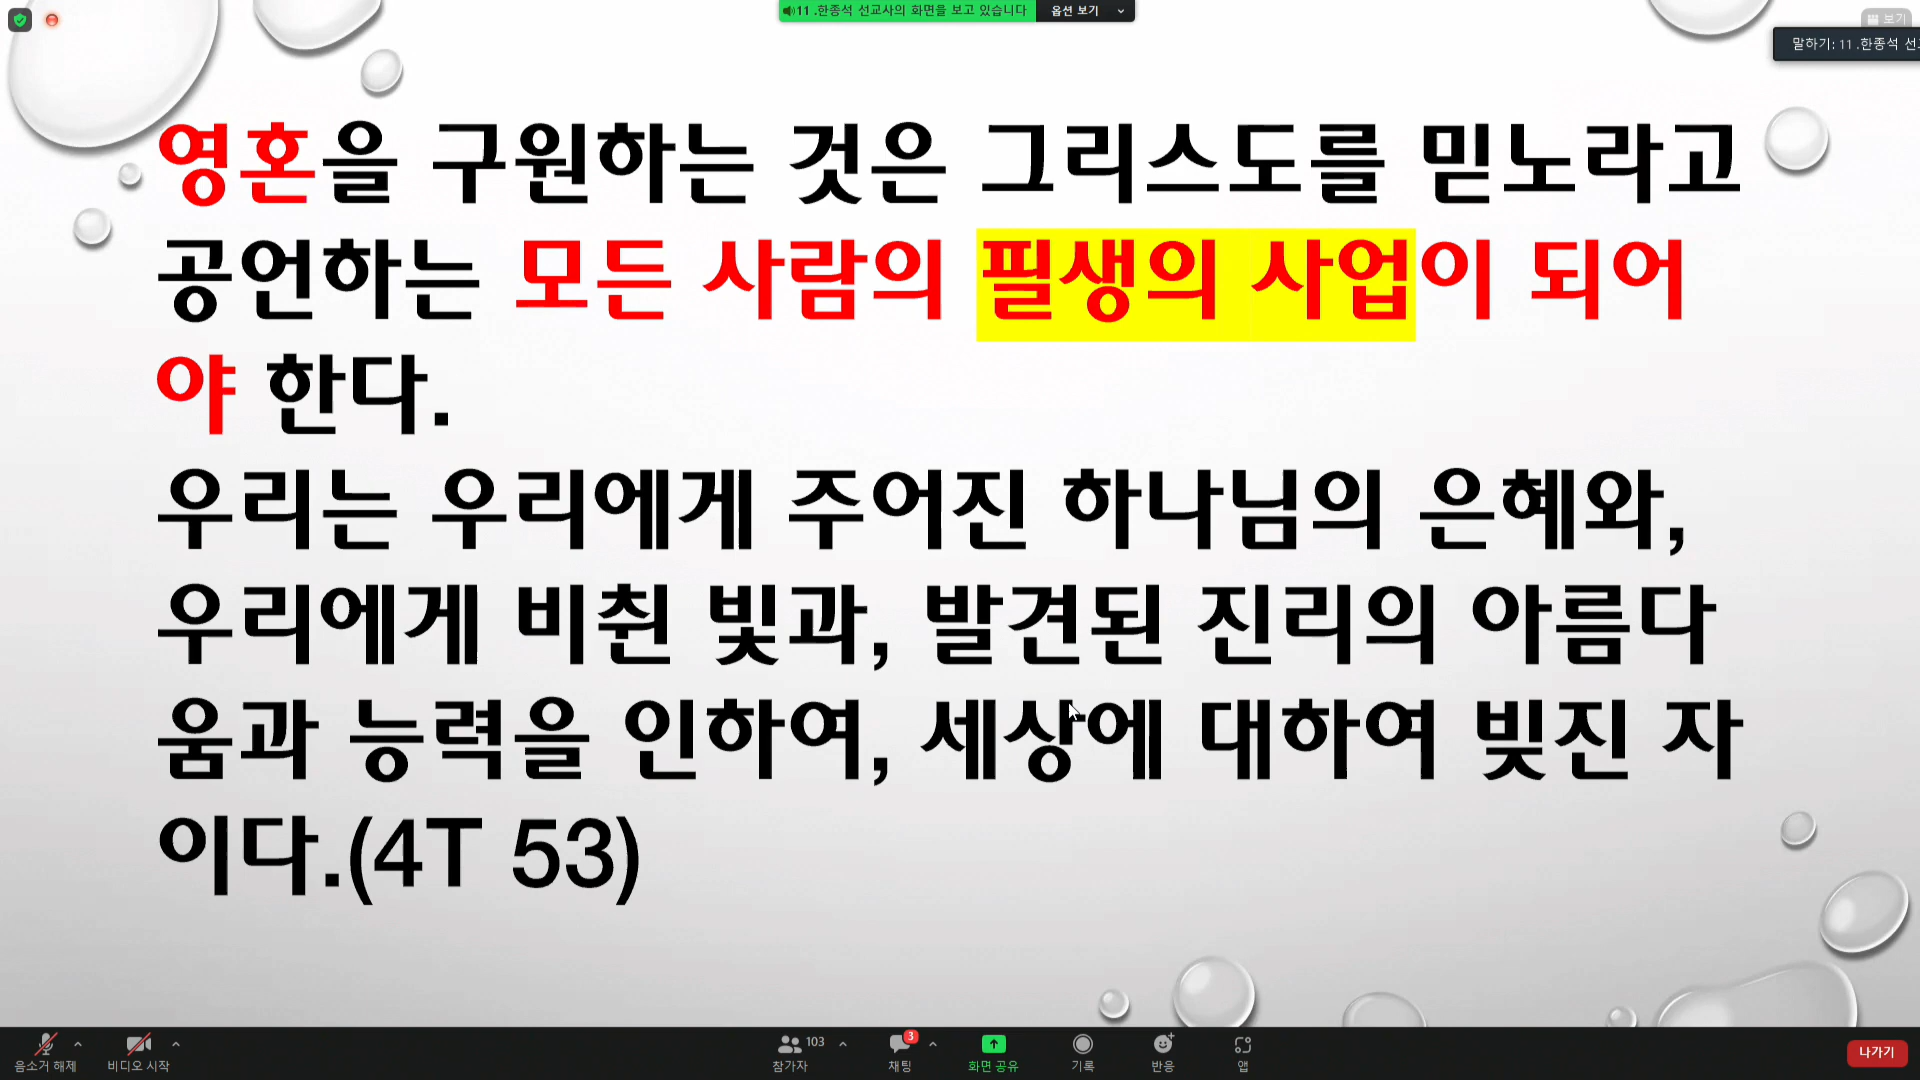 11 .한종석 선교사의 화면을 보고 있습니다
옵션 보기
보기
말하기: 11 .한종석
영혼을 구원하는 것은 그리스도를 믿노라고
공언하는 모든 사람의 필생의 사업이 되어
야 한다.
우리는 우리에게 주어진 하나님의 은혜와,
우리에게 비췬 빛과, 발견된 진리의 아름다
움과 능력을 인하여, 세상에 대하여 빚진 자
이다.(4T 53)
음소거 해제
비디오 시작
103
참가자
3
채팅
화면 공유
기록
반응
앱
나가기